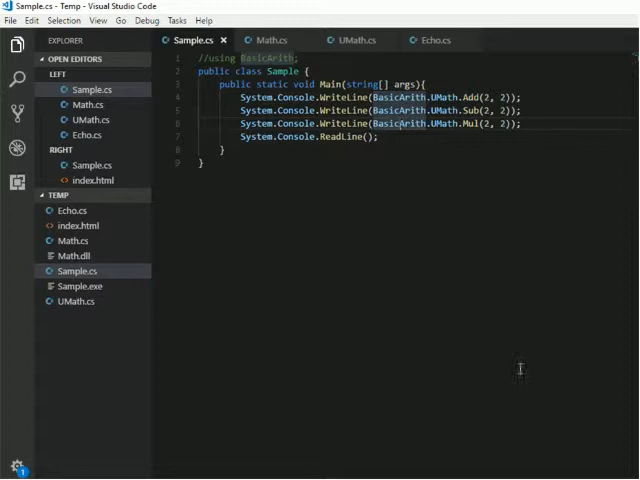 Sample.cs - Temp - Visual Studio Code
File Edit Selection View Go Debug Tasks Help
EXPLORER
OPEN EDITORS
LEFT
Sample.cs
Math.cs
UMath.cs
Echo.cs
RIGHT
Sample.cs
index.html
TEMP
Echo.cs
index.html
Math.cs
Math.dll
Sample.cs
Sample.exe
UMath.cs
1
Sample.cs Math.cs UMath.cs Echo.cs
1 //using BasicArith;
2 public class Sample {
3 public static void Main(string[] args){
4 System.Console.WriteLine(BasicArith.UMath.Add(2, 2));
5 System.Console.WriteLine(BasicArith.UMath.Sub(2, 2));
6 System.Console.WriteLine(BasicArith.UMath.Mul(2, 2));
7 System.Console.ReadLine();
8 }
9 }